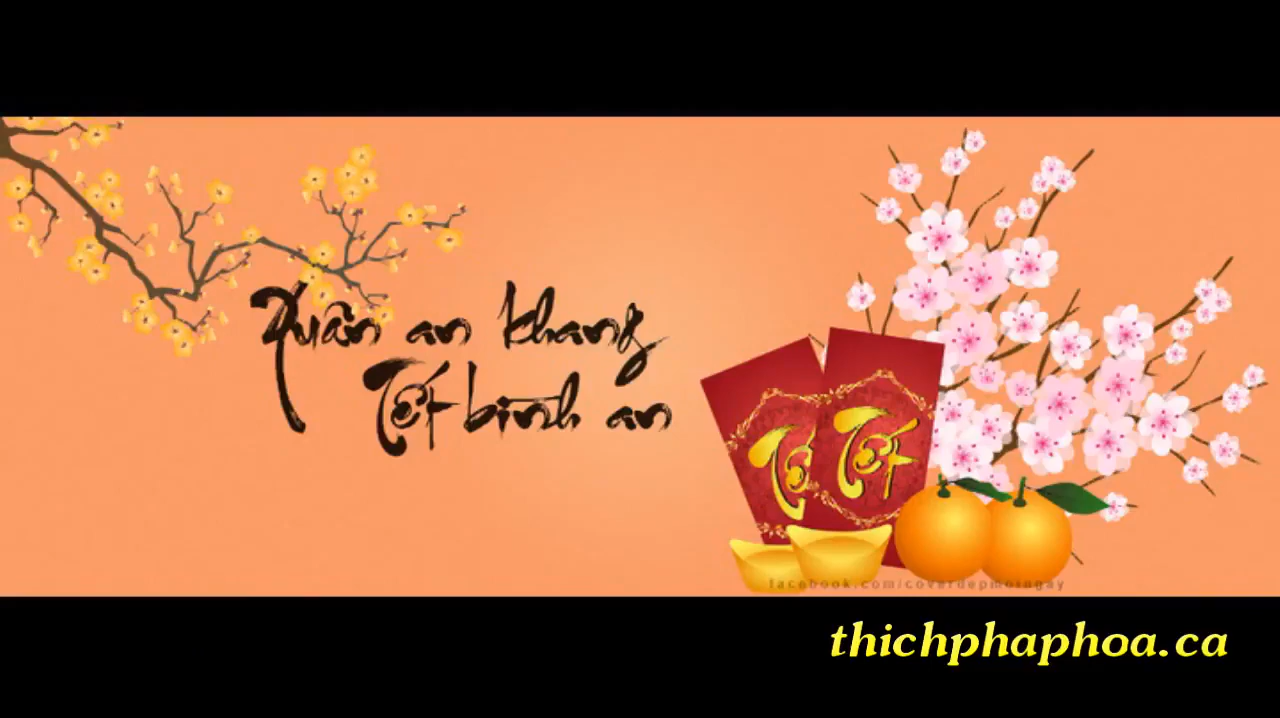 Xuân an khang
Tết bình an
Tết
Tết
facebook.com/coverdepmoingay
thichphaphoa.ca